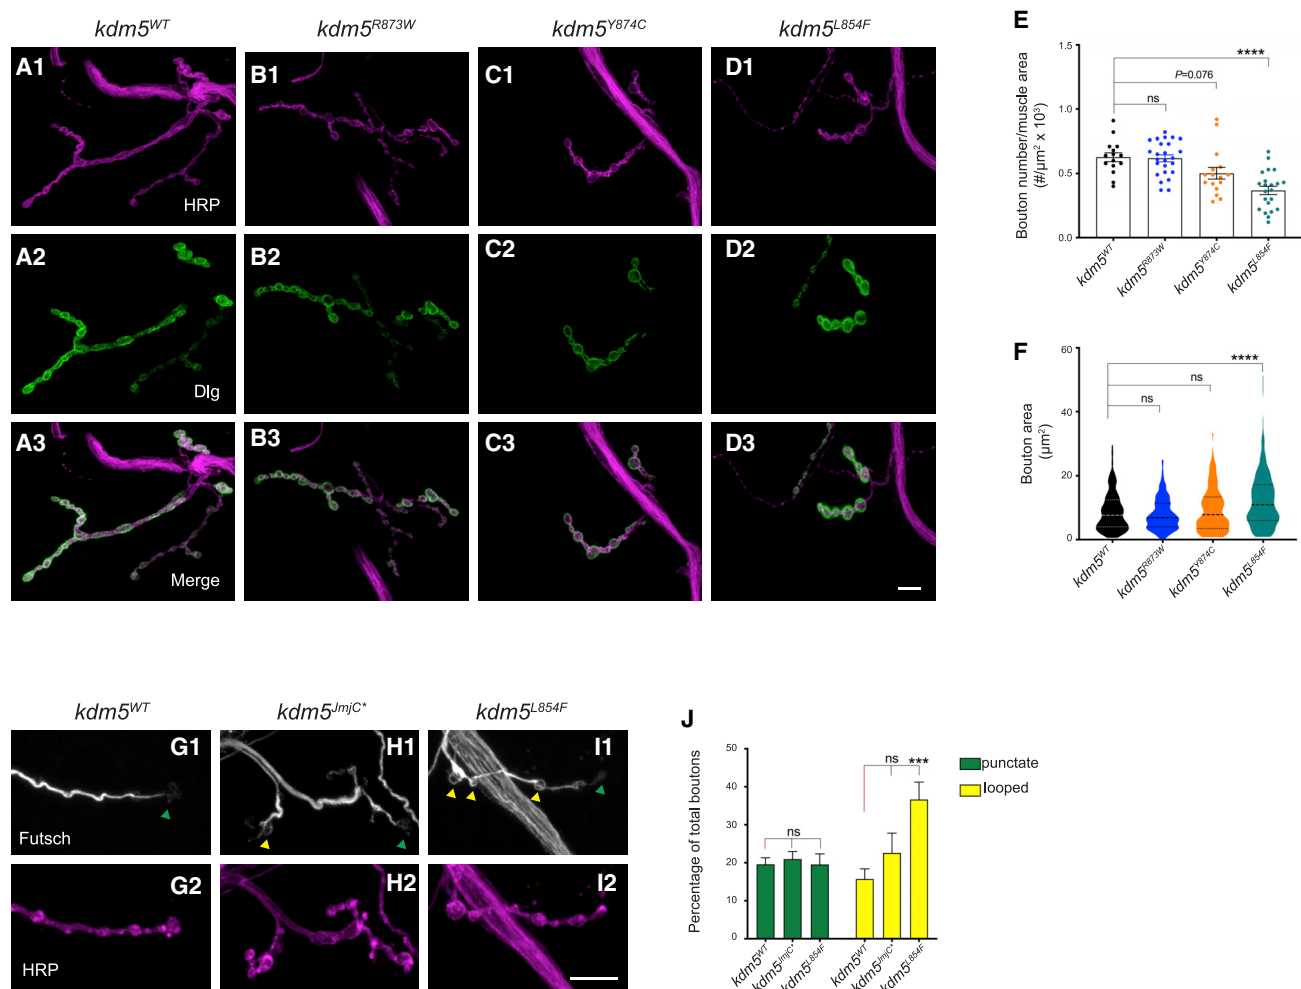 kdm5WT
kdm5R873W
kdm5Y874C
kdm5L854F
A1
HRP
B1
C1
D1
A2
Dlg
B2
C2
D2
A3
Merge
B3
C3
D3
E
Bouton number/muscle area
(#/µm² x 10³)
1.5
1.0
0.5
0.0
****
P=0.076
ns
kdm5WT
kdm5R873W
kdm5Y874C
kdm5L854F
F
Bouton area
(µm²)
60
40
20
0
****
ns
ns
kdm5WT
kdm5R873W
kdm5Y874C
kdm5L854F
kdm5WT
kdm5JmjC*
kdm5L854F
G1
Futsch
H1
I1
G2
HRP
H2
I2
J
Percentage of total boutons
50
40
30
20
10
0
ns
ns
***
kdm5WT
kdm5JmjC*
kdm5L854F
kdm5WT
kdm5JmjC*
kdm5L854F
punctate
looped